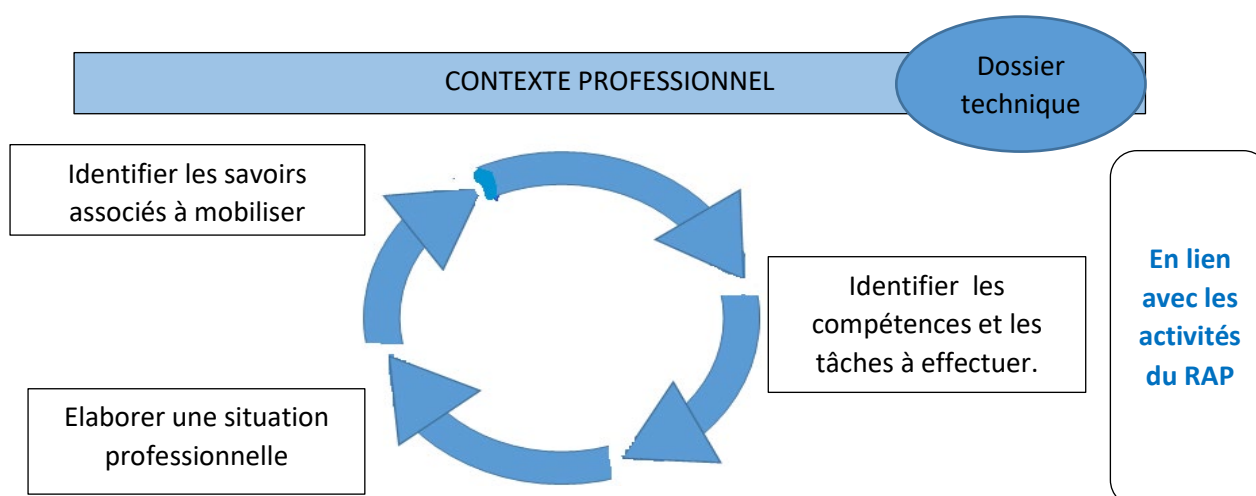 CONTEXTE PROFESSIONNEL
Dossier
technique
Identifier les savoirs
associés à mobiliser
Identifier les
compétences et les
tâches à effectuer.
En lien
avec les
activités
du RAP
Elaborer une situation
professionnelle